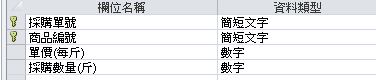 欄位名稱 資料類型
採購單號 簡短文字
商品編號 簡短文字
單價(每斤) 數字
採購數量(斤) 數字